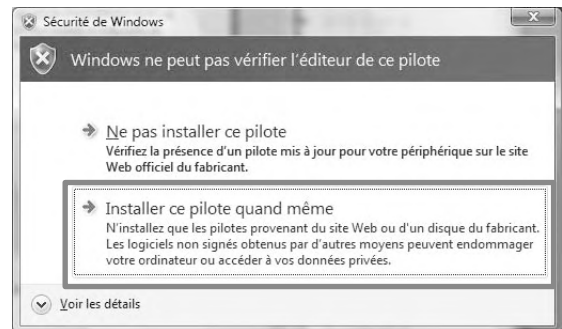 Sécurité de Windows
Windows ne peut pas vérifier l'éditeur de ce pilote
Ne pas installer ce pilote
Vérifiez la présence d'un pilote mis à jour pour votre périphérique sur le site
Web officiel du fabricant.
Installer ce pilote quand même
N'installez que les pilotes provenant du site Web ou d'un disque du fabricant.
Les logiciels non signés obtenus par d'autres moyens peuvent endommager
votre ordinateur ou accéder à vos données privées.
Voir les détails